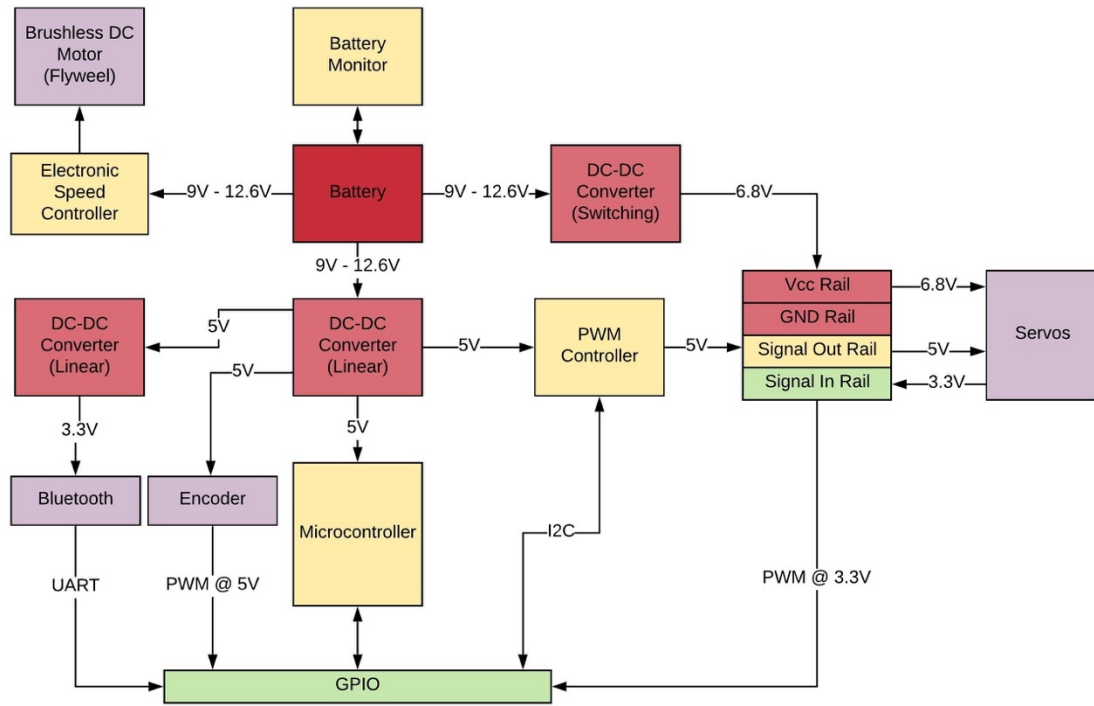 Brushless DC
Motor
(Flyweel)
Battery
Monitor
Electronic
Speed
Controller
9V - 12.6V
Battery
9V - 12.6V
DC-DC
Converter
(Switching)
6.8V
9V - 12.6V
DC-DC
Converter
(Linear)
5V
5V
DC-DC
Converter
(Linear)
5V
PWM
Controller
5V
Vcc Rail
GND Rail
Signal Out Rail
Signal In Rail
6.8V
5V
3.3V
Servos
3.3V
5V
Bluetooth
Encoder
Microcontroller
I2C
UART
PWM @ 5V
PWM @ 3.3V
GPIO